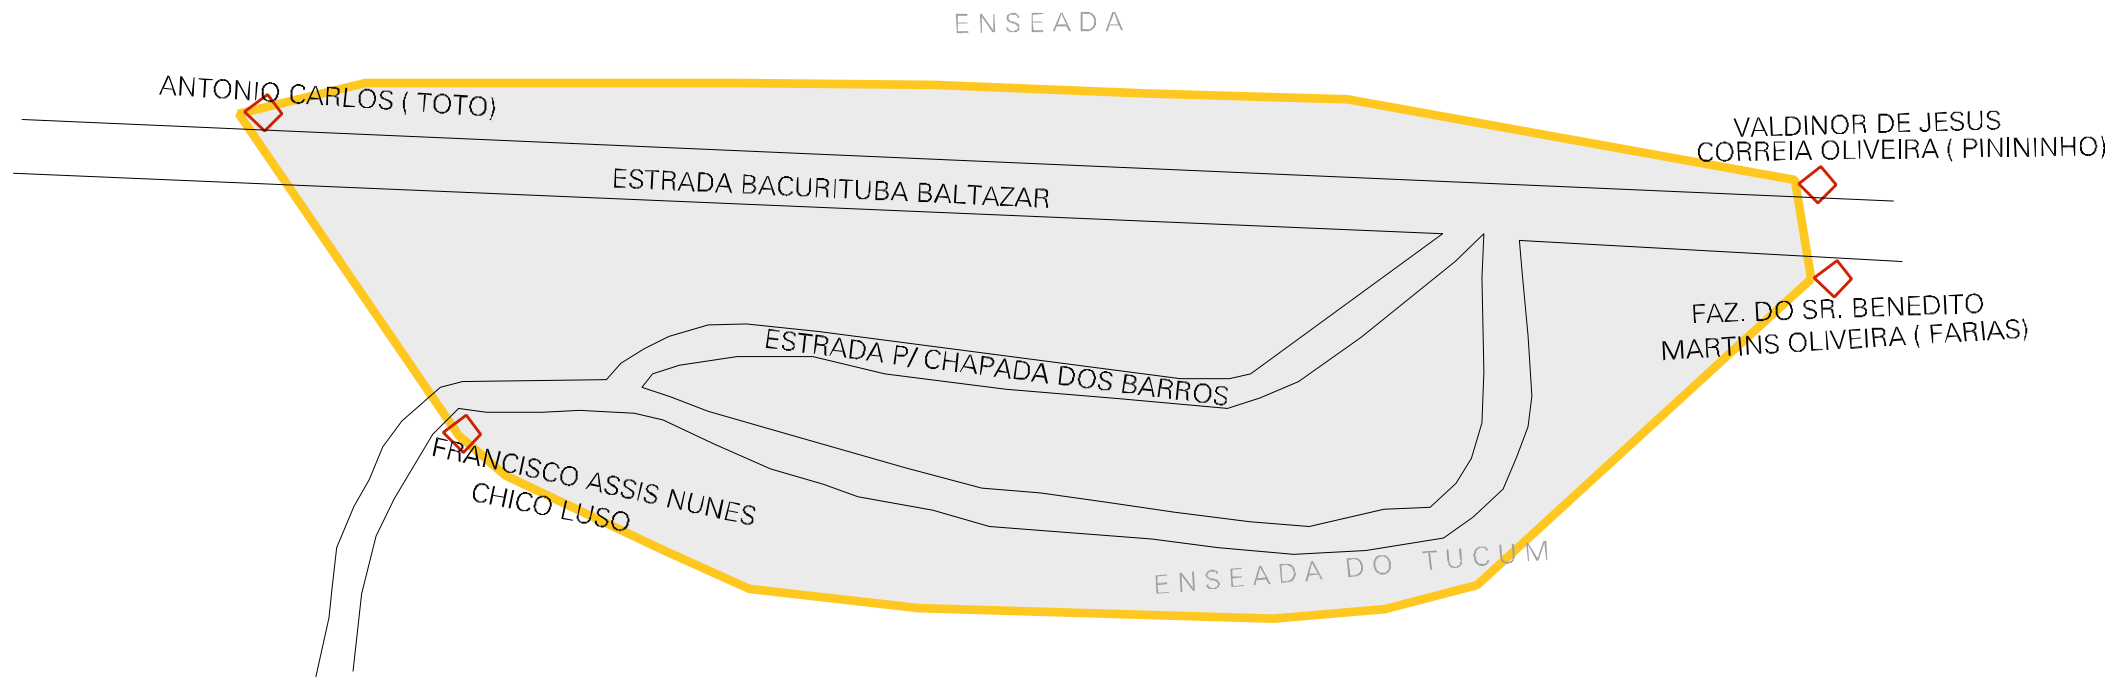 ENSEADA
ANTONIO CARLOS ( TOTO)
VALDINOR DE JESUS
CORREIA OLIVEIRA ( PINININHO)
ESTRADA BACURITUBA BALTAZAR
FAZ. DO SR. BENEDITO
MARTINS OLIVEIRA ( FARIAS)
ESTRADA P/ CHAPADA DOS BARROS
FRANCISCO ASSIS NUNES
CHICO LUSO
ENSEADA DO TUCUM